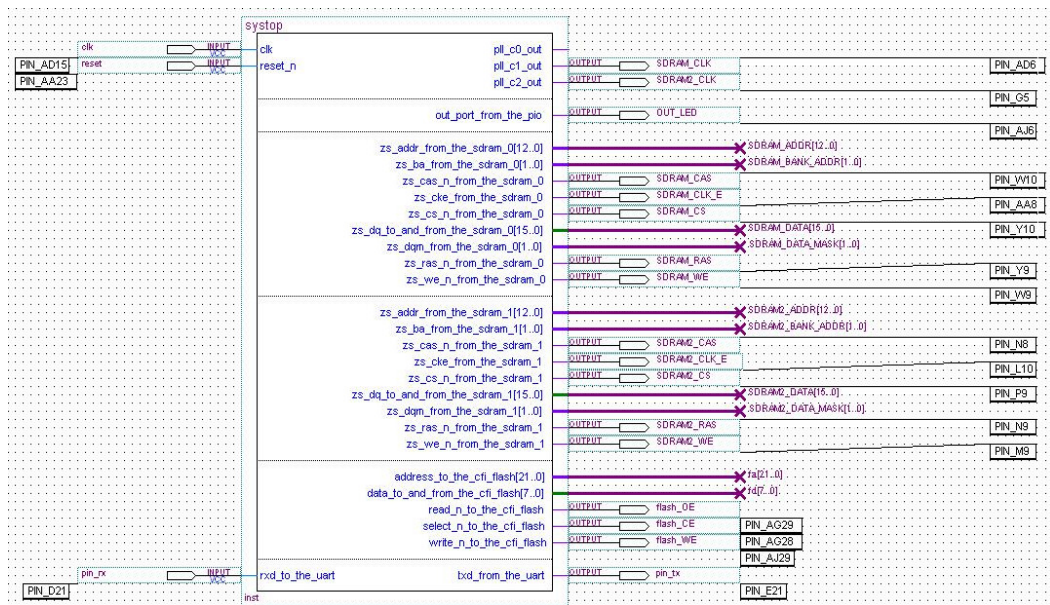 systop
clk INPUT VCC clk pll_c0_out
PIN_AD15 reset INPUT VCC reset_n pll_c1_out OUTPUT SDRAM_CLK PIN_AD6
PIN_AA23 pll_c2_out OUTPUT SDRAM2_CLK
PIN_G5
out_port_from_the_pio OUTPUT OUT_LED
PIN_AJ6
zs_addr_from_the_sdram_0[12..0] SDRAM_ADDR[12..0]
zs_ba_from_the_sdram_0[1..0] SDRAM_BANK_ADDR[1..0]
zs_cas_n_from_the_sdram_0 OUTPUT SDRAM_CAS PIN_W10
zs_cke_from_the_sdram_0 OUTPUT SDRAM_CLK_E PIN_AA8
zs_cs_n_from_the_sdram_0 OUTPUT SDRAM_CS
zs_dq_to_and_from_the_sdram_0[15..0] SDRAM_DATA[15..0] PIN_Y10
zs_dqm_from_the_sdram_0[1..0] SDRAM_DATA_MASK[1..0]
zs_ras_n_from_the_sdram_0 OUTPUT SDRAM_RAS PIN_Y9
zs_we_n_from_the_sdram_0 OUTPUT SDRAM_WE
PIN_W9
zs_addr_from_the_sdram_1[12..0] SDRAM2_ADDR[12..0]
zs_ba_from_the_sdram_1[1..0] SDRAM2_BANK_ADDR[1..0]
zs_cas_n_from_the_sdram_1 OUTPUT SDRAM2_CAS PIN_N8
zs_cke_from_the_sdram_1 OUTPUT SDRAM2_CLK_E PIN_L10
zs_cs_n_from_the_sdram_1 OUTPUT SDRAM2_CS
zs_dq_to_and_from_the_sdram_1[15..0] SDRAM2_DATA[15..0] PIN_P9
zs_dqm_from_the_sdram_1[1..0] SDRAM2_DATA_MASK[1..0]
zs_ras_n_from_the_sdram_1 OUTPUT SDRAM2_RAS PIN_N9
zs_we_n_from_the_sdram_1 OUTPUT SDRAM2_WE PIN_M9
address_to_the_cfi_flash[21..0] fa[21..0]
data_to_and_from_the_cfi_flash[7..0] fd[7..0]
read_n_to_the_cfi_flash OUTPUT flash_OE
select_n_to_the_cfi_flash OUTPUT flash_CE PIN_AG29
write_n_to_the_cfi_flash OUTPUT flash_WE PIN_AG28
PIN_AJ29
pin_rx INPUT VCC rxd_to_the_uart txd_from_the_uart OUTPUT pin_tx
PIN_D21 inst PIN_E21